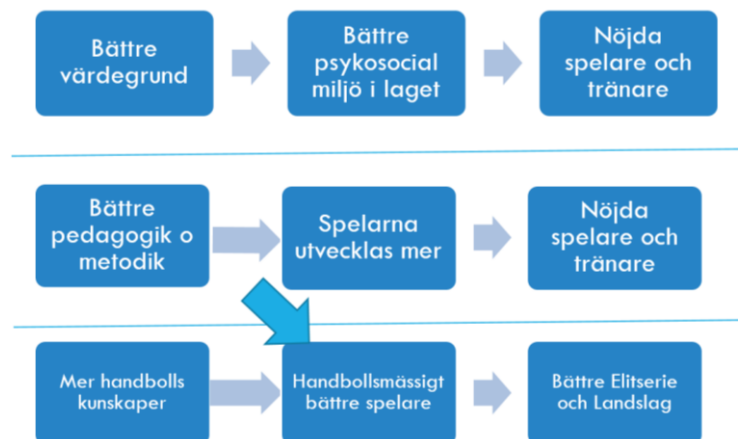 Bättre
värdegrund
Bättre
psykosocial
miljö i laget
Nöjda
spelare och
tränare
Bättre
pedagogik o
metodik
Spelarna
utvecklas mer
Nöjda
spelare och
tränare
Mer handbolls
kunskaper
Handbollsmässigt
bättre spelare
Bättre Elitserie
och Landslag